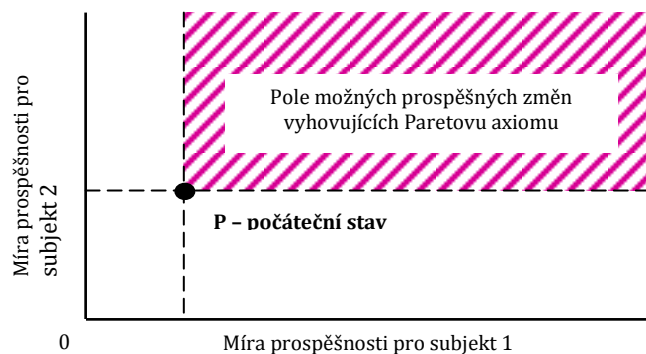 Míra prospěšnosti pro
subjekt 2
Pole možných prospěšných změn
vyhovujících Paretovu axiomu
P – počáteční stav
0
Míra prospěšnosti pro subjekt 1